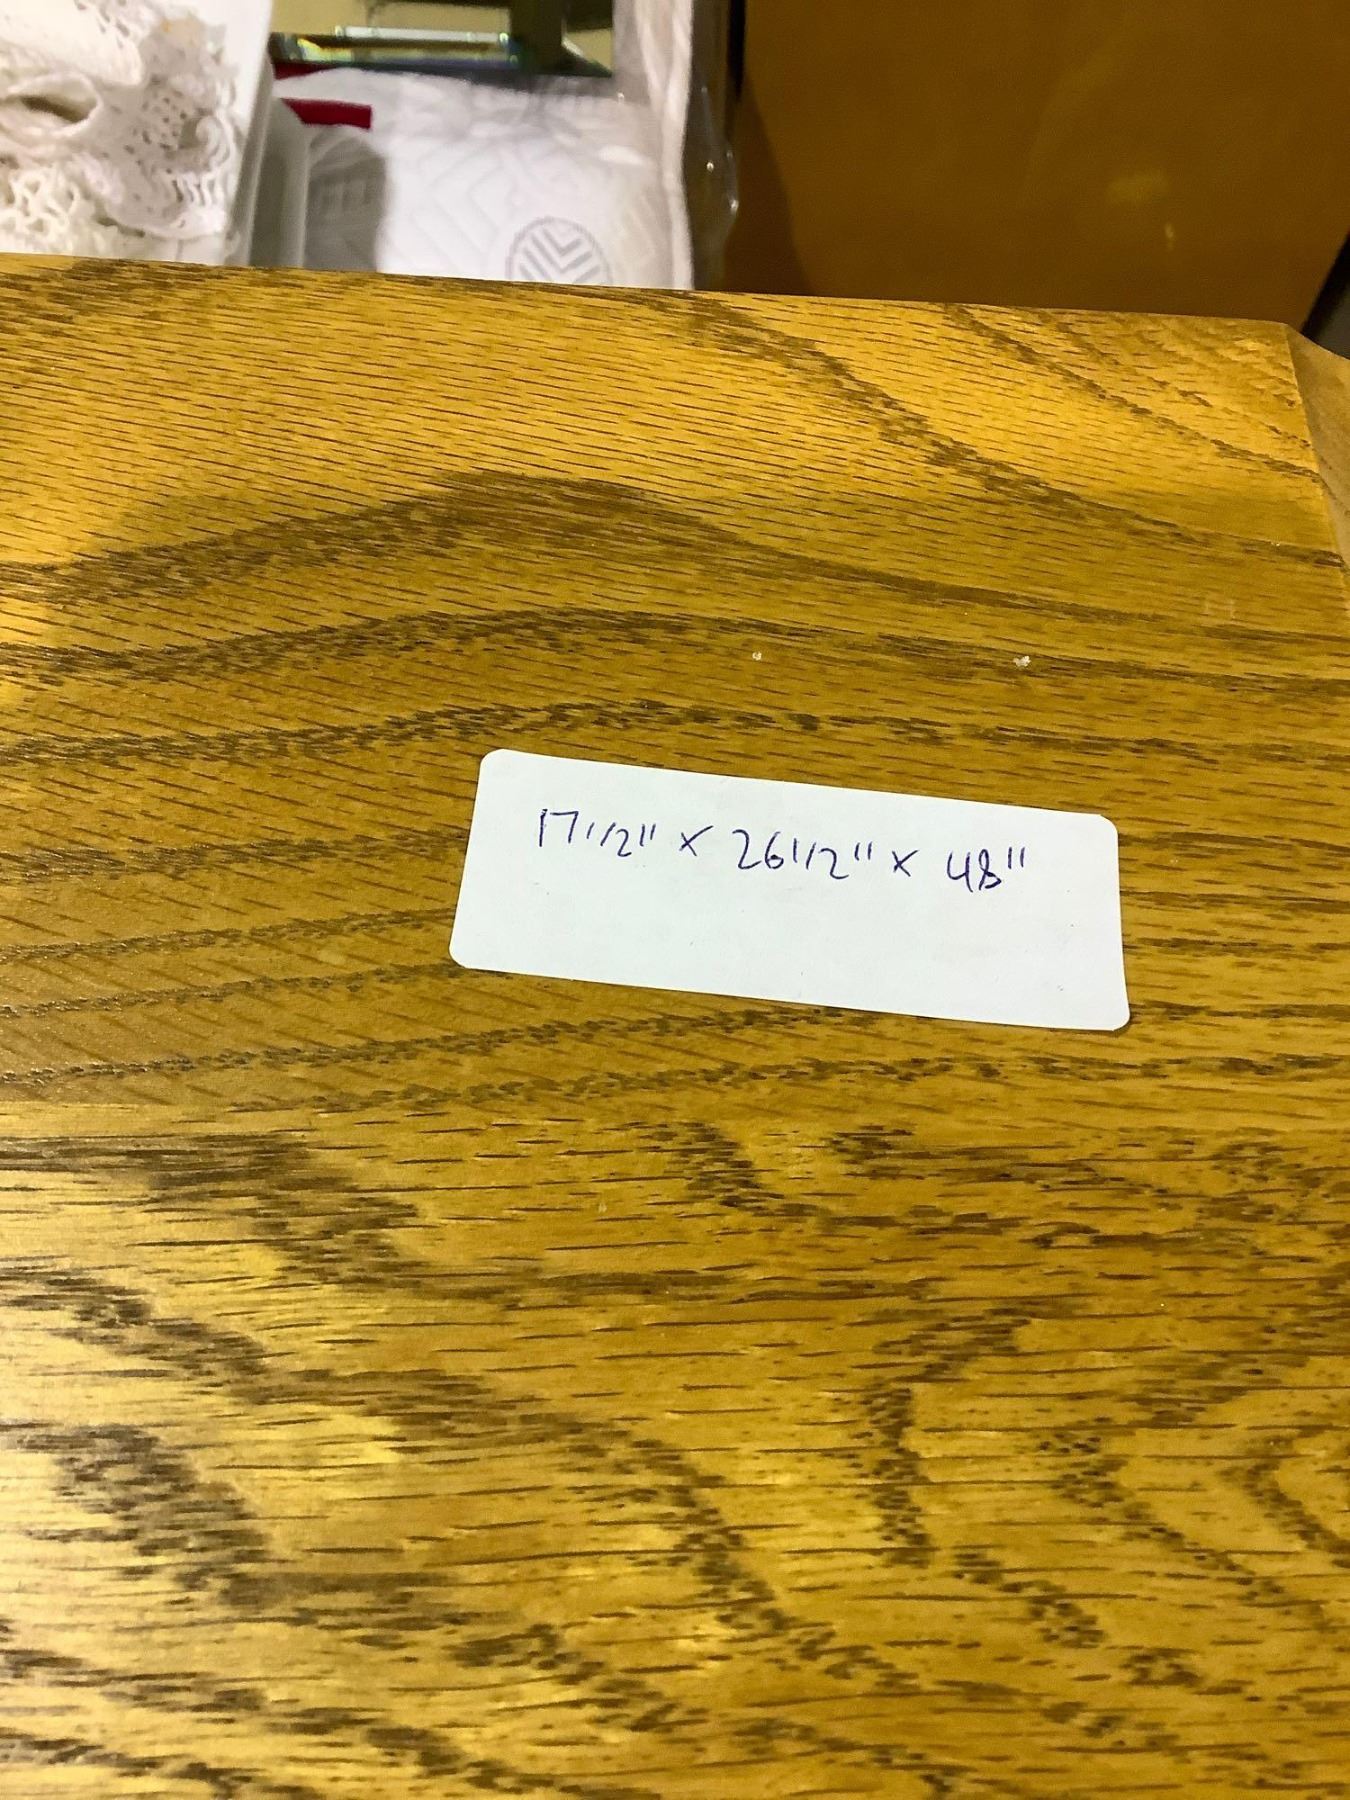 17 1/2" x 26 1/2" x 48"